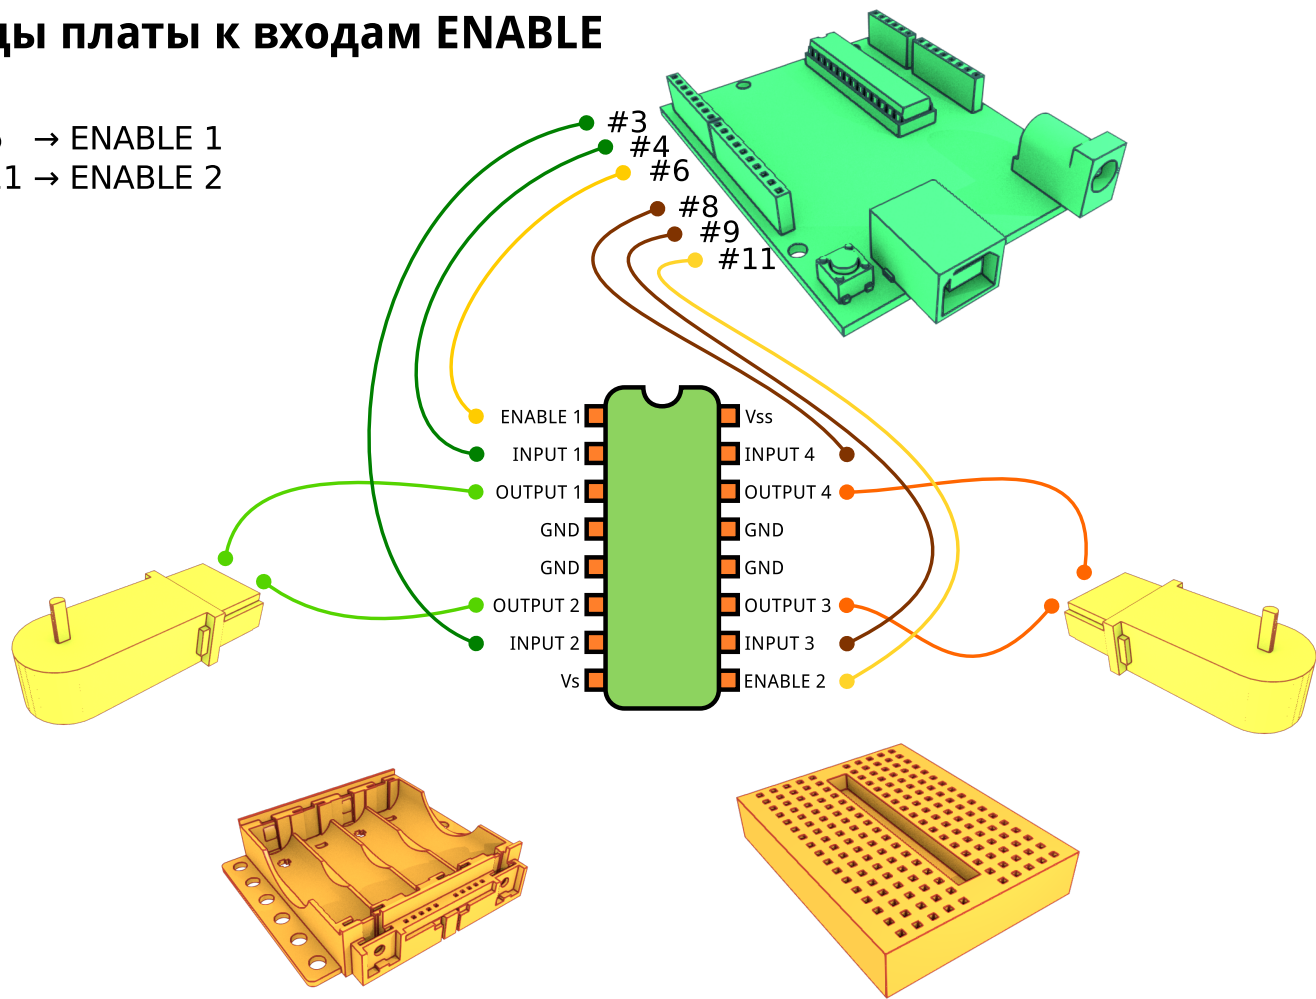 платы к входам ENABLE
→ ENABLE 1
→ ENABLE 2
#3
#4
#6
#8
#9
#11
ENABLE 1 Vss
INPUT 1 INPUT 4
OUTPUT 1 OUTPUT 4
GND GND
GND GND
OUTPUT 2 OUTPUT 3
INPUT 2 INPUT 3
Vs ENABLE 2